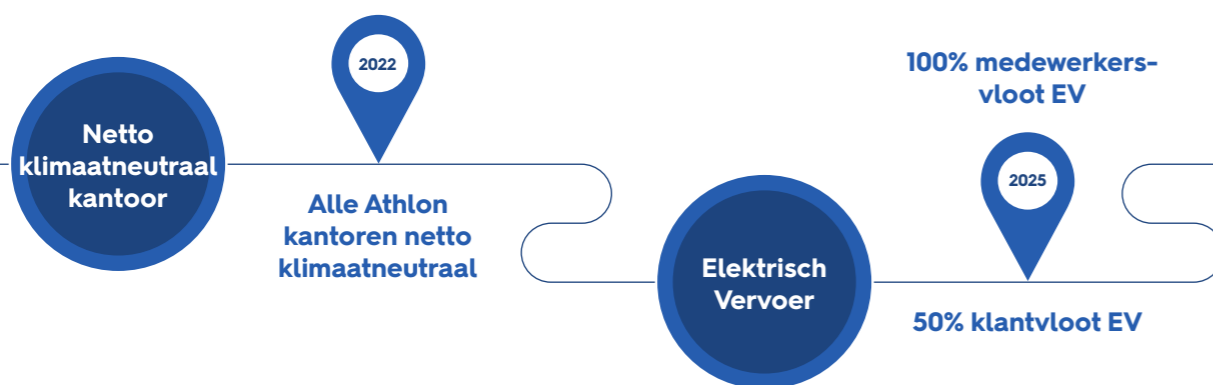 Netto
klimaatneutraal
kantoor
2022
Alle Athlon
kantoren netto
klimaatneutraal
Elektrisch
Vervoer
100% medewerkers-
vloot EV
2025
50% klantvloot EV